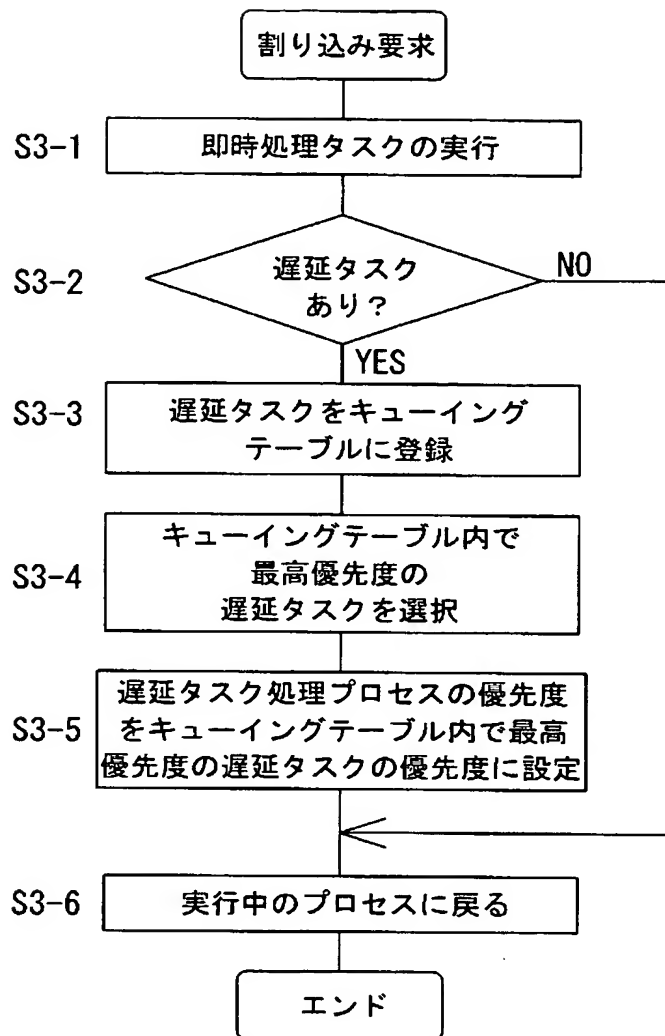 割り込み要求
S3-1
即時処理タスクの実行
S3-2
遅延タスク
あり？
NO
YES
S3-3
遅延タスクをキューイング
テーブルに登録
S3-4
キューイングテーブル内で
最高優先度の
遅延タスクを選択
S3-5
遅延タスク処理プロセスの優先度
をキューイングテーブル内で最高
優先度の遅延タスクの優先度に設定
S3-6
実行中のプロセスに戻る
エンド